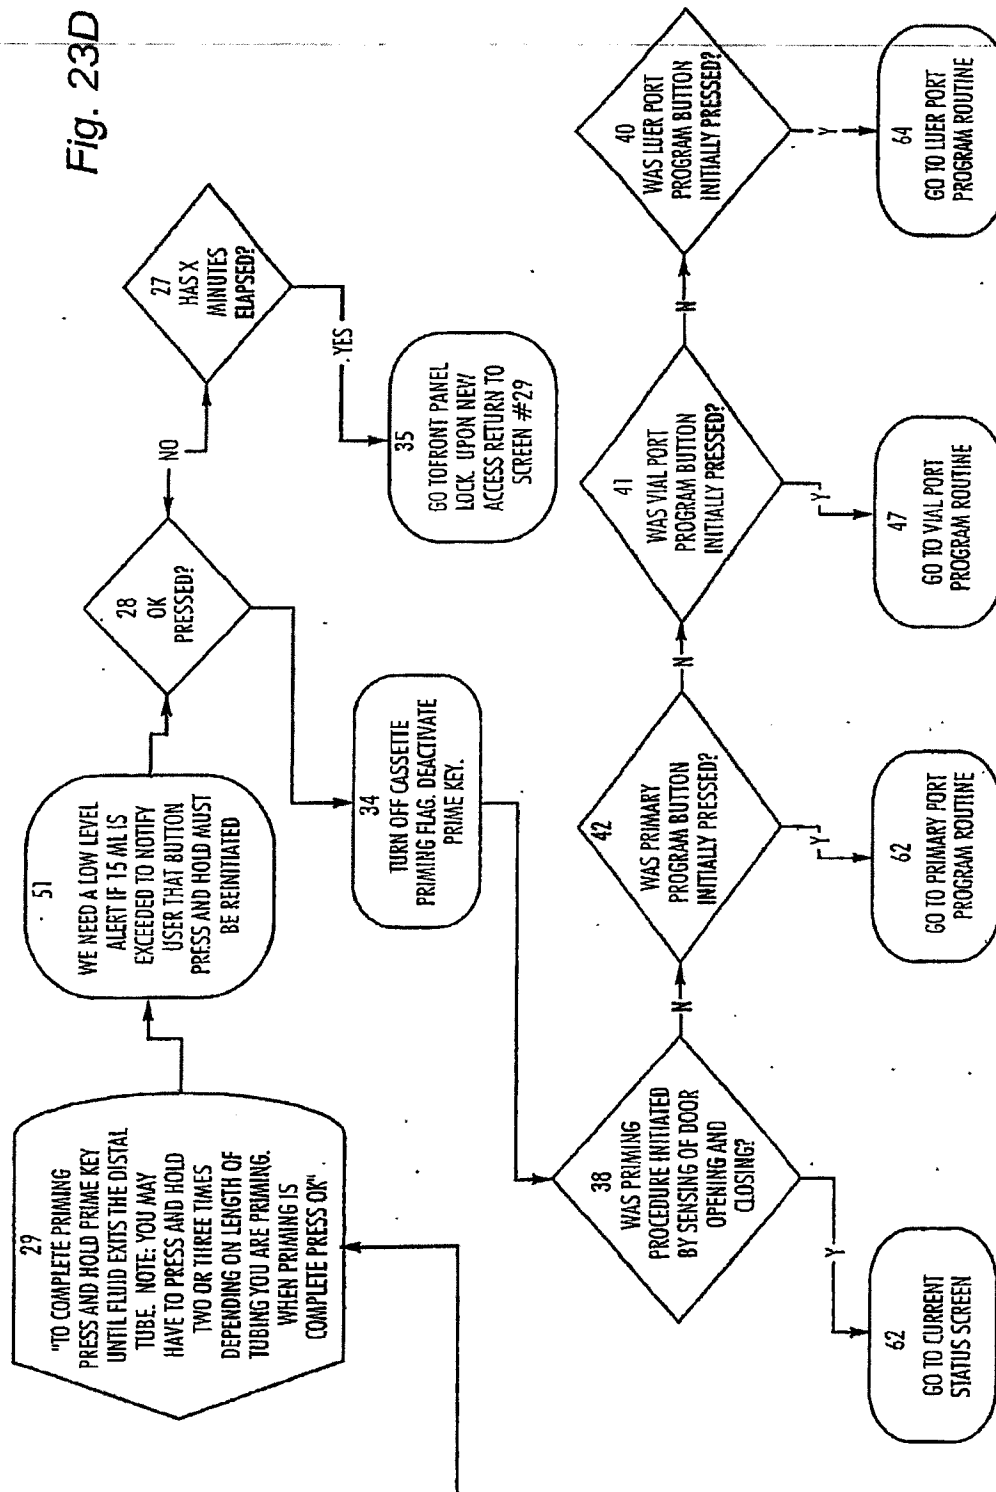 Fig. 23D
29
"TO COMPLETE PRIMING
PRESS AND HOLD PRIME KEY
UNTIL FLUID EXITS THE DISTAL
TUBE. NOTE: YOU MAY
HAVE TO PRESS AND HOLD
TWO OR THREE TIMES
DEPENDING ON LENGTH OF
TUBING YOU ARE PRIMING.
WHEN PRIMING IS
COMPLETE PRESS OK"
51
WE NEED A LOW LEVEL
ALERT IF 15 ML IS
EXCEEDED TO NOTIFY
USER THAT BUTTON
PRESS AND HOLD MUST
BE REINITIATED
28
OK
PRESSED?
NO
27
HAS X
MINUTES
ELAPSED?
YES
35
GO TOFRONT PANEL
LOCK. UPON NEW
ACCESS RETURN TO
SCREEN #29
34
TURN OFF CASSETTE
PRIMING FLAG. DEACTIVATE
PRIME KEY.
38
WAS PRIMING
PROCEDURE INITIATED
BY SENSING OF DOOR
OPENING AND
CLOSING?
N
42
WAS PRIMARY
PROGRAM BUTTON
INITIALLY PRESSED?
N
41
WAS VIAL PORT
PROGRAM BUTTON
INITIALLY PRESSED?
N
40
WAS LUER PORT
PROGRAM BUTTON
INITIALLY PRESSED?
Y
Y
Y
Y
62
GO TO CURRENT
STATUS SCREEN
62
GO TO PRIMARY PORT
PROGRAM ROUTINE
47
GO TO VIAL PORT
PROGRAM ROUTINE
64
GO TO LUER PORT
PROGRAM ROUTINE